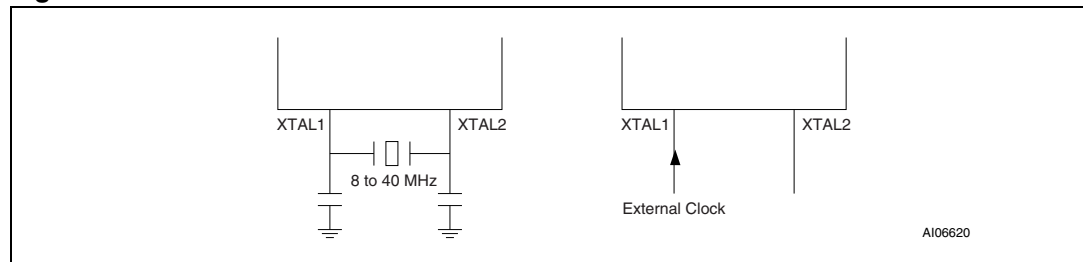 XTAL1
XTAL2
8 to 40 MHz
XTAL1
XTAL2
External Clock
AI06620